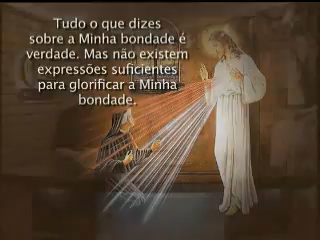 Tudo o que dizes
sobre a Minha bondade é
verdade. Mas não existem
expressões suficientes
para glorificar a Minha
bondade.